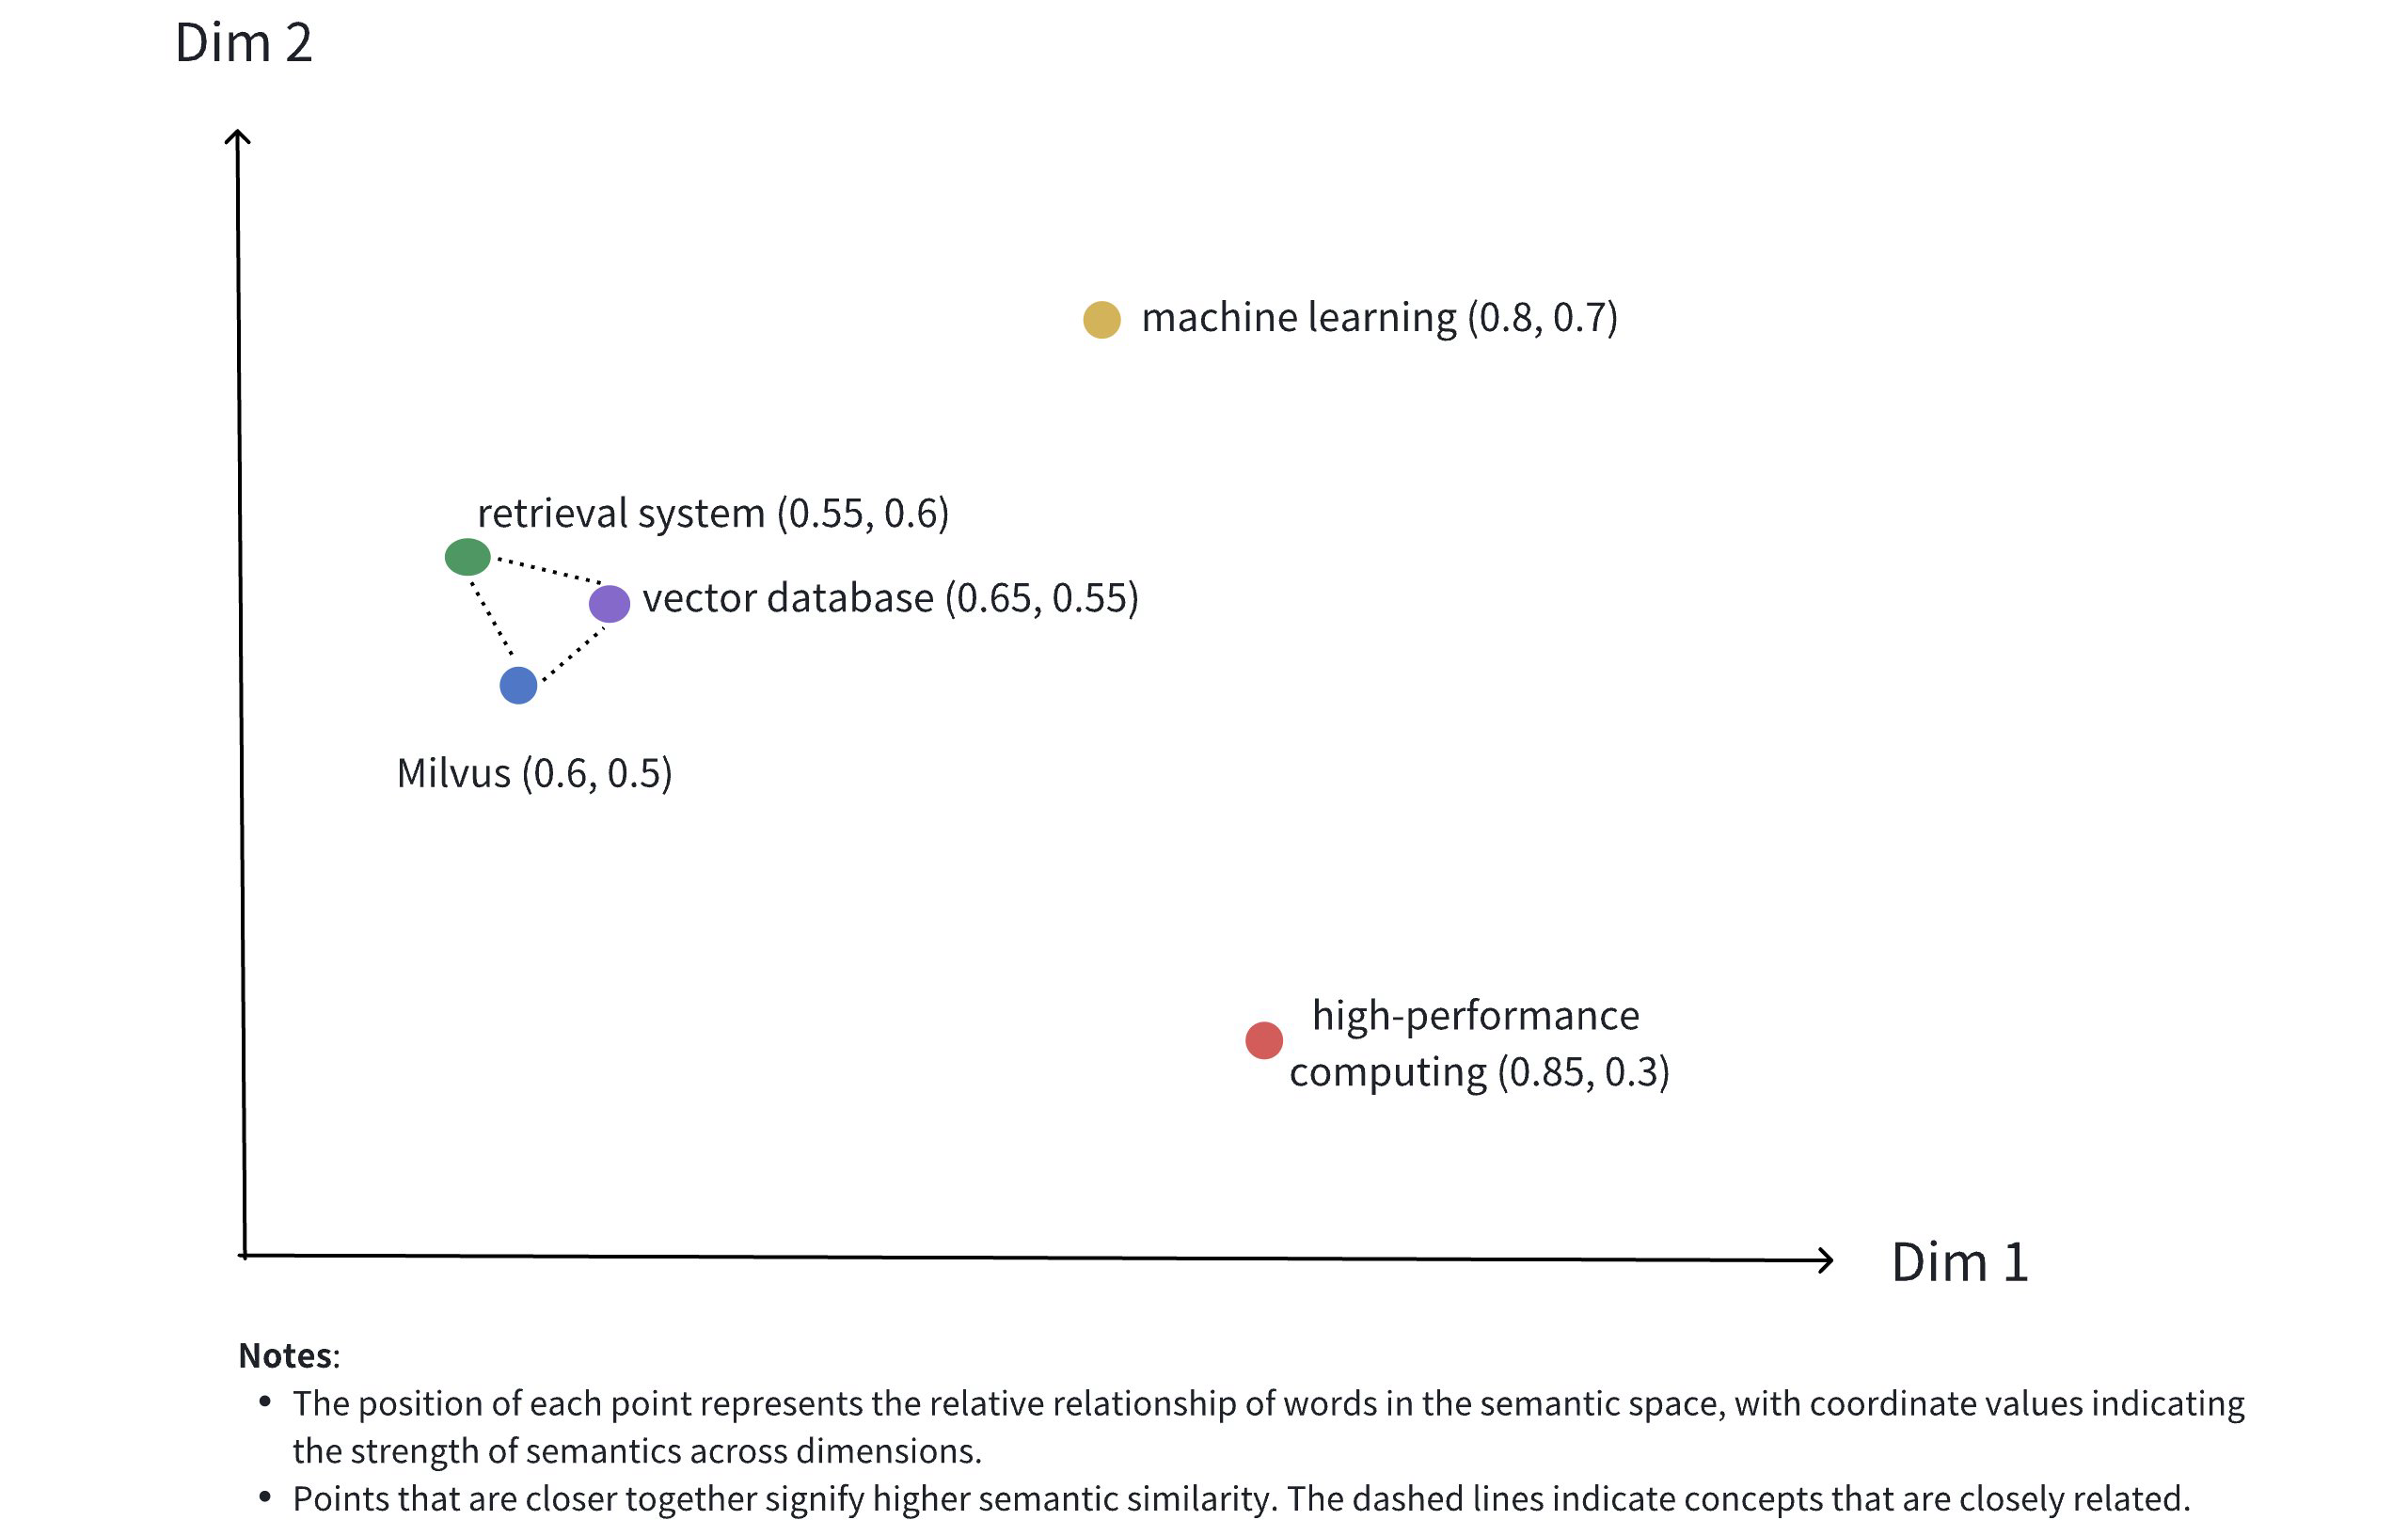 Dim 2
machine learning (0.8, 0.7)
retrieval system (0.55, 0.6)
vector database (0.65, 0.55)
Milvus (0.6, 0.5)
high-performance
computing (0.85, 0.3)
Dim 1
Notes:
• The position of each point represents the relative relationship of words in the semantic space, with coordinate values indicating
the strength of semantics across dimensions.
• Points that are closer together signify higher semantic similarity. The dashed lines indicate concepts that are closely related.